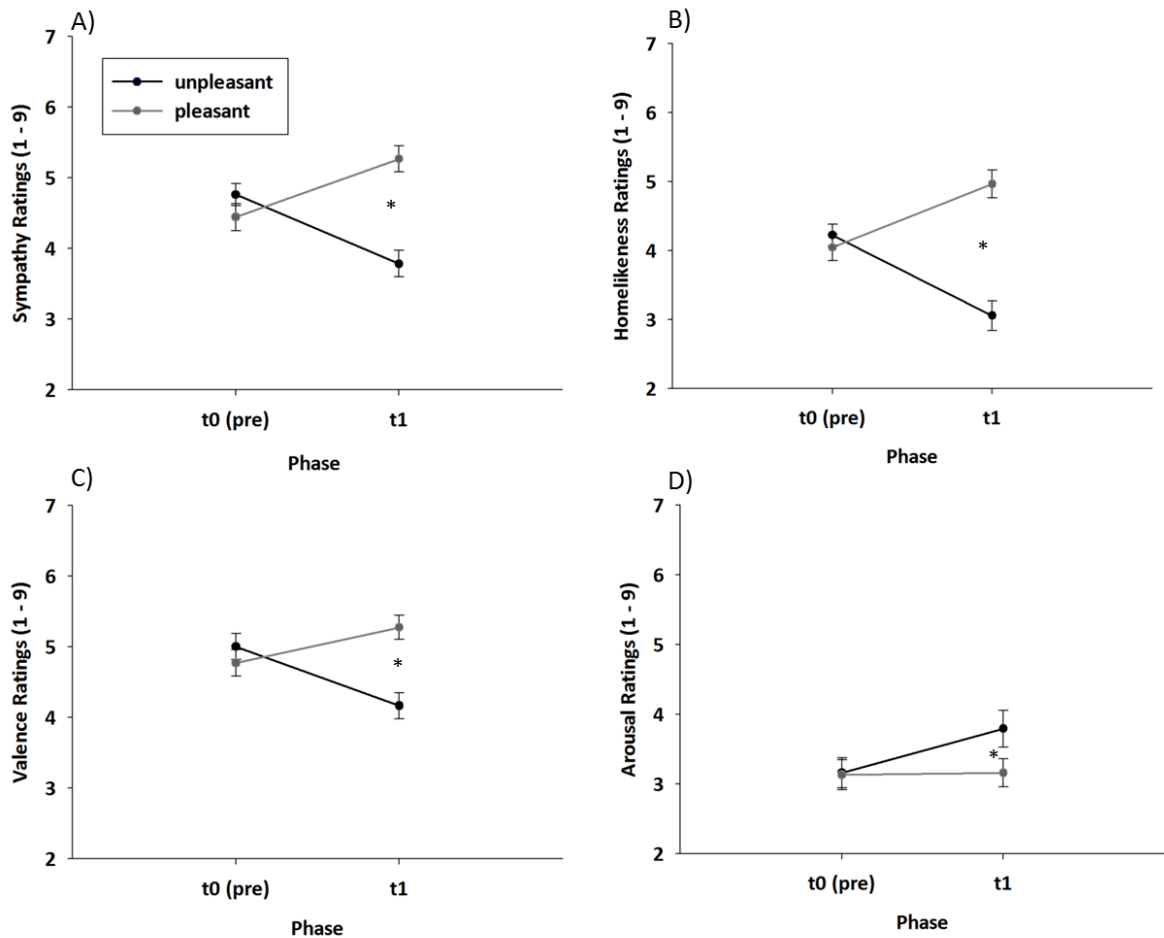 A)
7
6
5
4
3
2
Sympathy Ratings (1 - 9)
unpleasant
pleasant
*
t0 (pre) t1
Phase
B)
7
6
5
4
3
2
Homelikeness Ratings (1 - 9)
*
t0 (pre) t1
Phase
C)
7
6
5
4
3
2
Valence Ratings (1 - 9)
*
t0 (pre) t1
Phase
D)
7
6
5
4
3
2
Arousal Ratings (1 - 9)
*
t0 (pre) t1
Phase